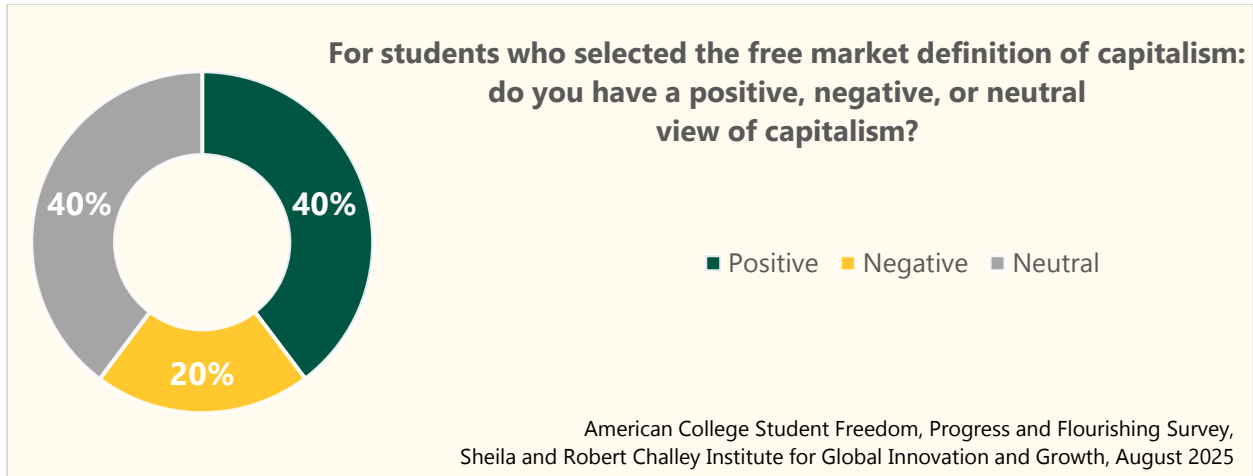 For students who selected the free market definition of capitalism:
do you have a positive, negative, or neutral
view of capitalism?
40%
40%
20%
Positive Negative Neutral
American College Student Freedom, Progress and Flourishing Survey,
Sheila and Robert Challey Institute for Global Innovation and Growth, August 2025